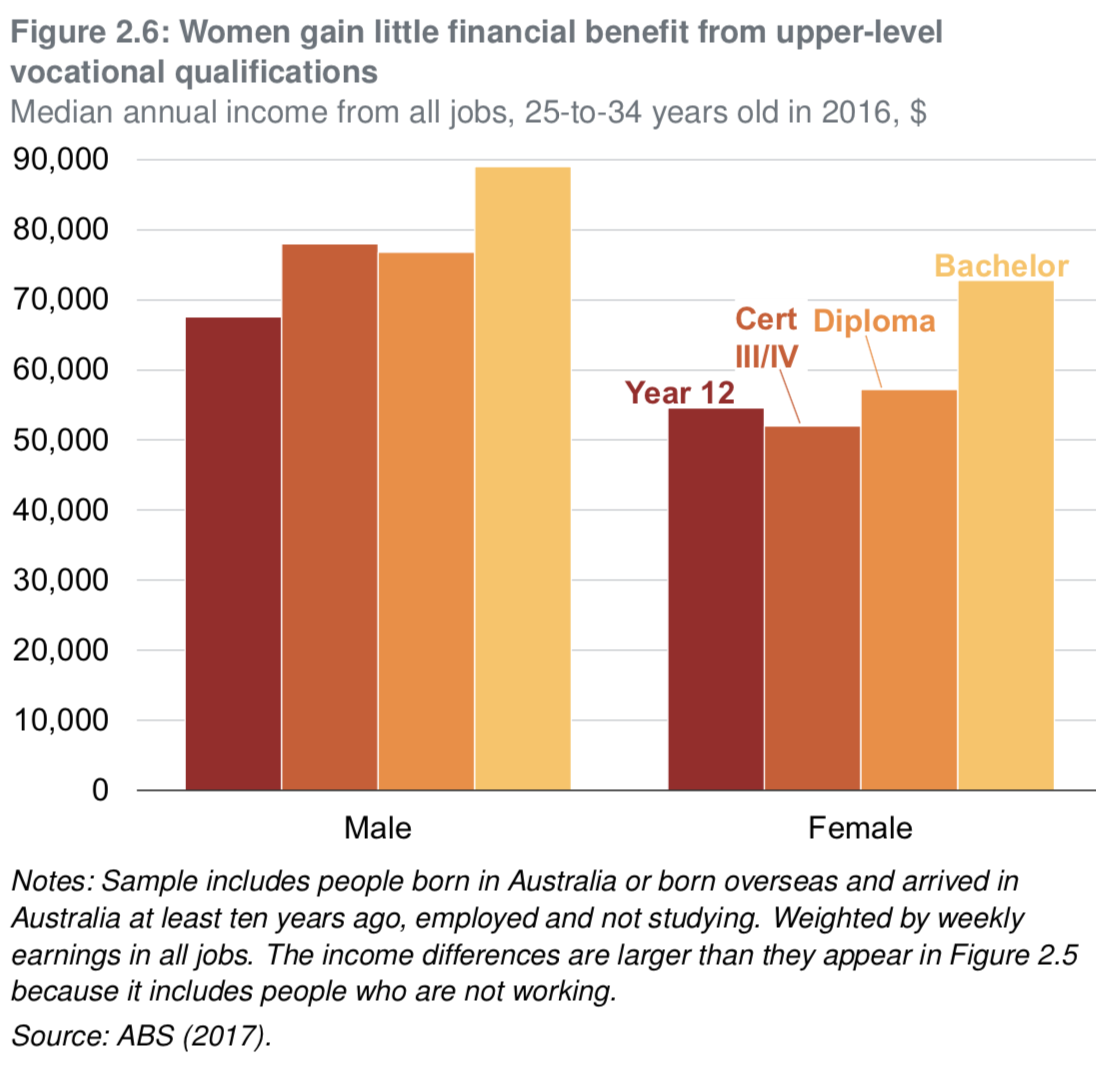 Figure 2.6: Women gain little financial benefit from upper-level
vocational qualifications
Median annual income from all jobs, 25-to-34 years old in 2016, $
90,000
80,000
70,000
60,000
50,000
40,000
30,000
20,000
10,000
0
Year 12
Cert
III/IV
Diploma
Bachelor
Male
Female
Notes: Sample includes people born in Australia or born overseas and arrived in
Australia at least ten years ago, employed and not studying. Weighted by weekly
earnings in all jobs. The income differences are larger than they appear in Figure 2.5
because it includes people who are not working.
Source: ABS (2017).